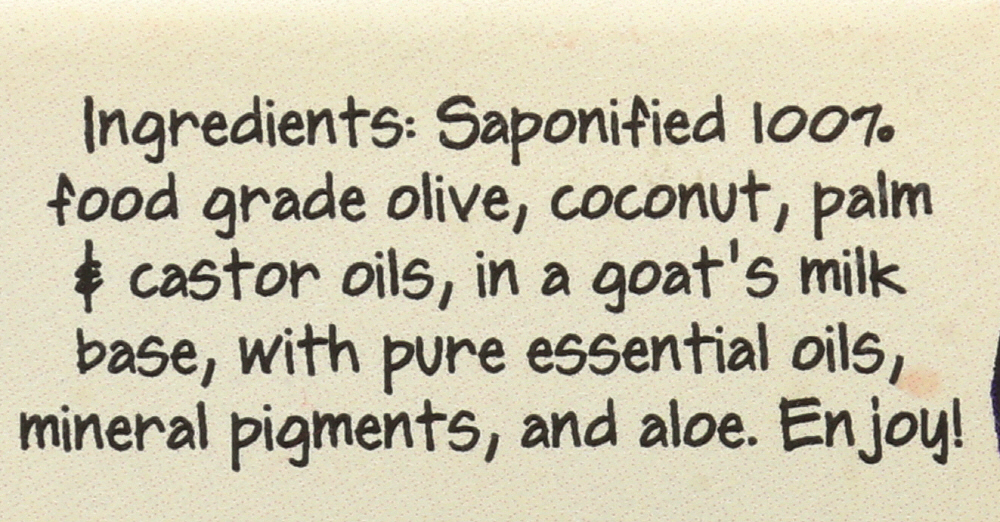 Ingredients: Saponified 100%
food grade olive, coconut, palm
& castor oils, in a goat's milk
base, with pure essential oils,
mineral pigments, and aloe. Enjoy!